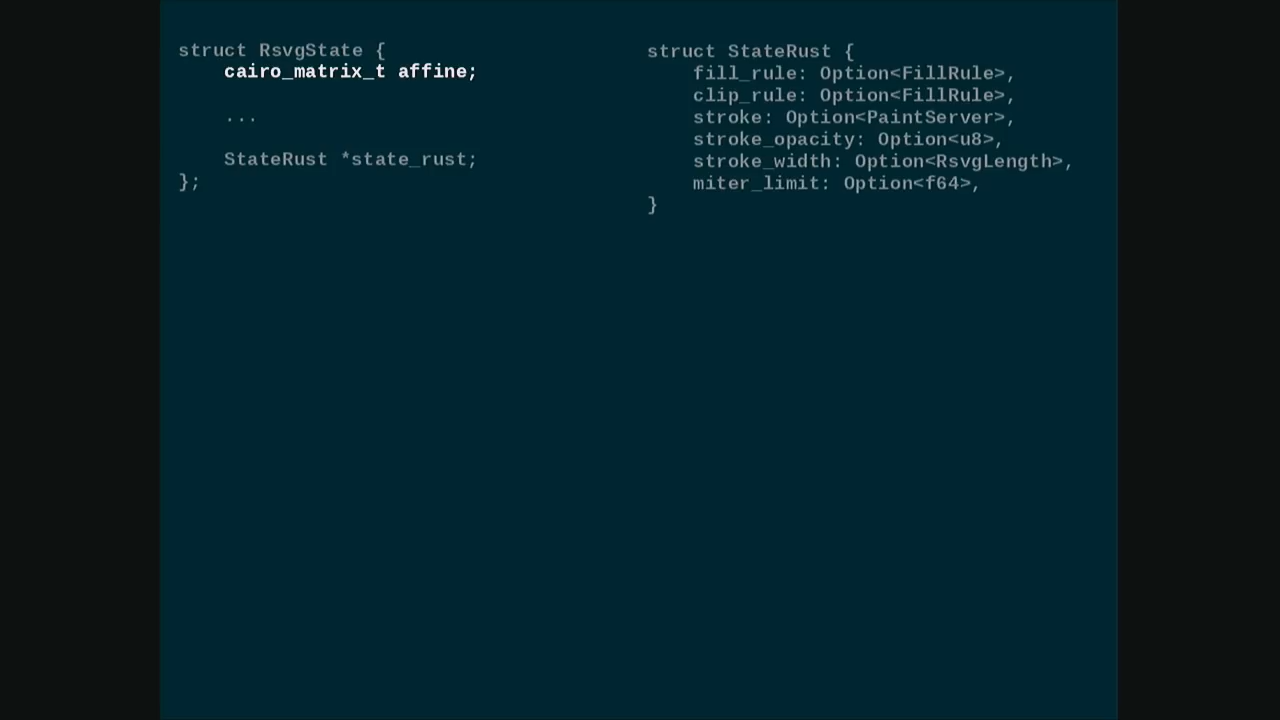 struct RsvgState {
    cairo_matrix_t affine;

    ...

    StateRust *state_rust;
};
struct StateRust {
    fill_rule: Option<FillRule>,
    clip_rule: Option<FillRule>,
    stroke: Option<PaintServer>,
    stroke_opacity: Option<u8>,
    stroke_width: Option<RsvgLength>,
    miter_limit: Option<f64>,
}